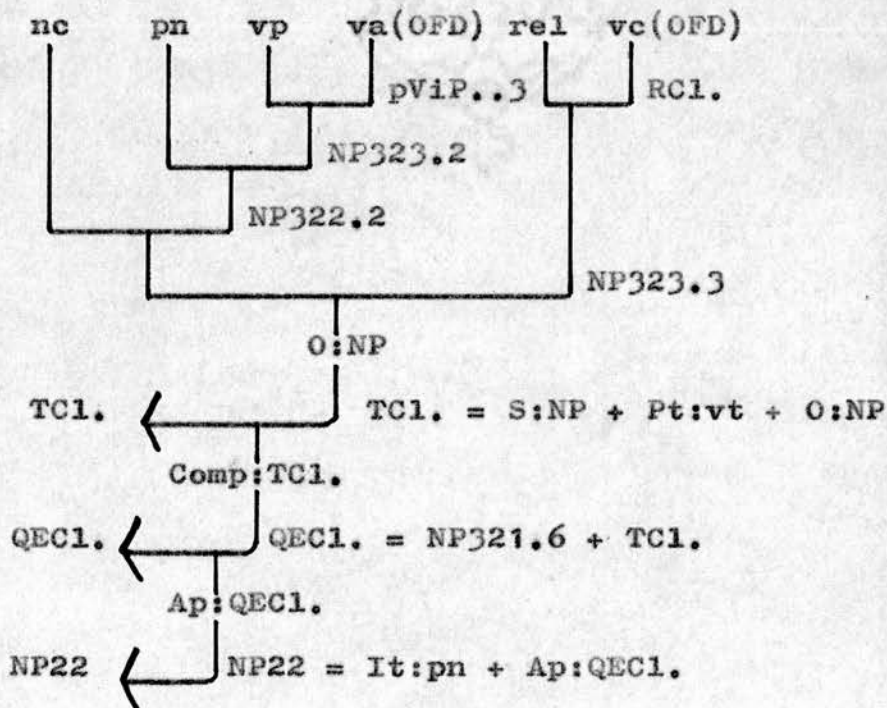 nc pn vp va(OFD) rel vc(OFD)
pViP..3 RCl.
NP323.2
NP322.2
NP323.3
O:NP
TCl. TCl. = S:NP + Pt:vt + O:NP
Comp:TCl.
QECl. QECl. = NP321.6 + TCl.
Ap:QECl.
NP22 NP22 = It:pn + Ap:QECl.